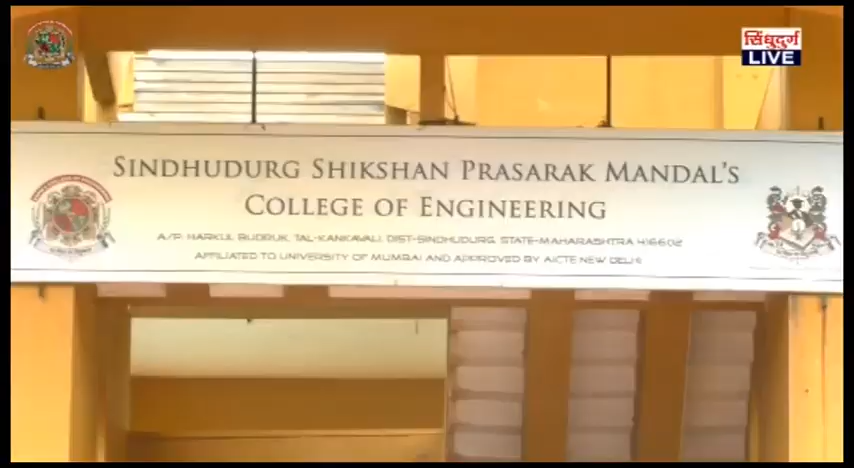 सिंधुदुर्ग
LIVE
SINDHUDURG SHIKSHAN PRASARAK MANDAL'S
COLLEGE OF ENGINEERING
A/P. HARKUL BUDRUK, TAL-KANKAVALI, DIST-SINDHUDURG, STATE-MAHARASHTRA 416602
AFFILIATED TO UNIVERSITY OF MUMBAI AND APPROVED BY AICTE NEW DELHI